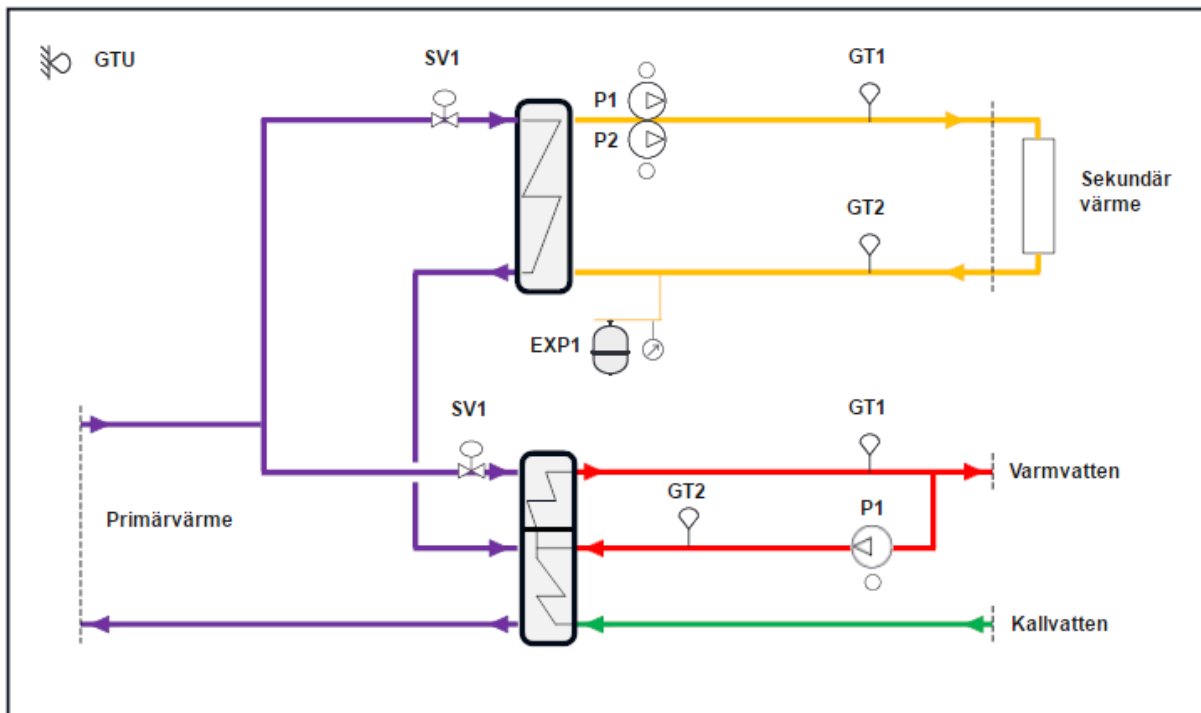 GTU
SV1
GT1
P1
P2
Sekundär
värme
GT2
EXP1
SV1
GT1
Varmvatten
GT2
P1
Primärvärme
Kallvatten